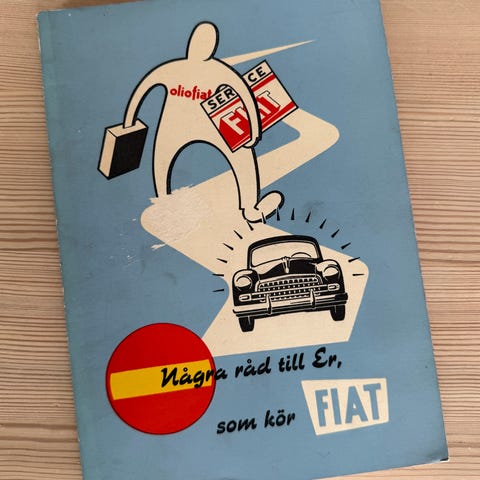 oliofiat
SERVICE
FIAT
Några råd till Er,
som kör FIAT